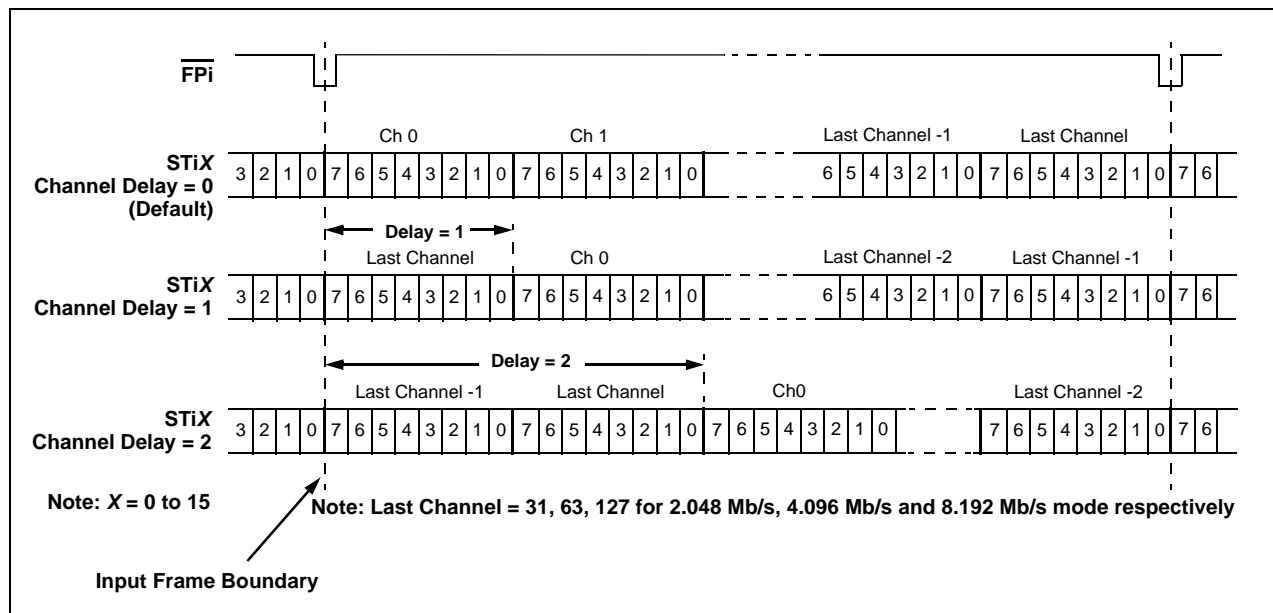 FPi
Ch 0 Ch 1 Last Channel -1 Last Channel
STiX
Channel Delay = 0
(Default)
3 2 1 0 7 6 5 4 3 2 1 0 7 6 5 4 3 2 1 0 6 5 4 3 2 1 0 7 6 5 4 3 2 1 0 7 6
Delay = 1
Last Channel Ch 0 Last Channel -2 Last Channel -1
STiX
Channel Delay = 1
3 2 1 0 7 6 5 4 3 2 1 0 7 6 5 4 3 2 1 0 6 5 4 3 2 1 0 7 6 5 4 3 2 1 0 7 6
Delay = 2
Last Channel -1 Last Channel Ch0 Last Channel -2
STiX
Channel Delay = 2
3 2 1 0 7 6 5 4 3 2 1 0 7 6 5 4 3 2 1 0 7 6 5 4 3 2 1 0 7 6 5 4 3 2 1 0 7 6
Note: X = 0 to 15
Note: Last Channel = 31, 63, 127 for 2.048 Mb/s, 4.096 Mb/s and 8.192 Mb/s mode respectively
Input Frame Boundary